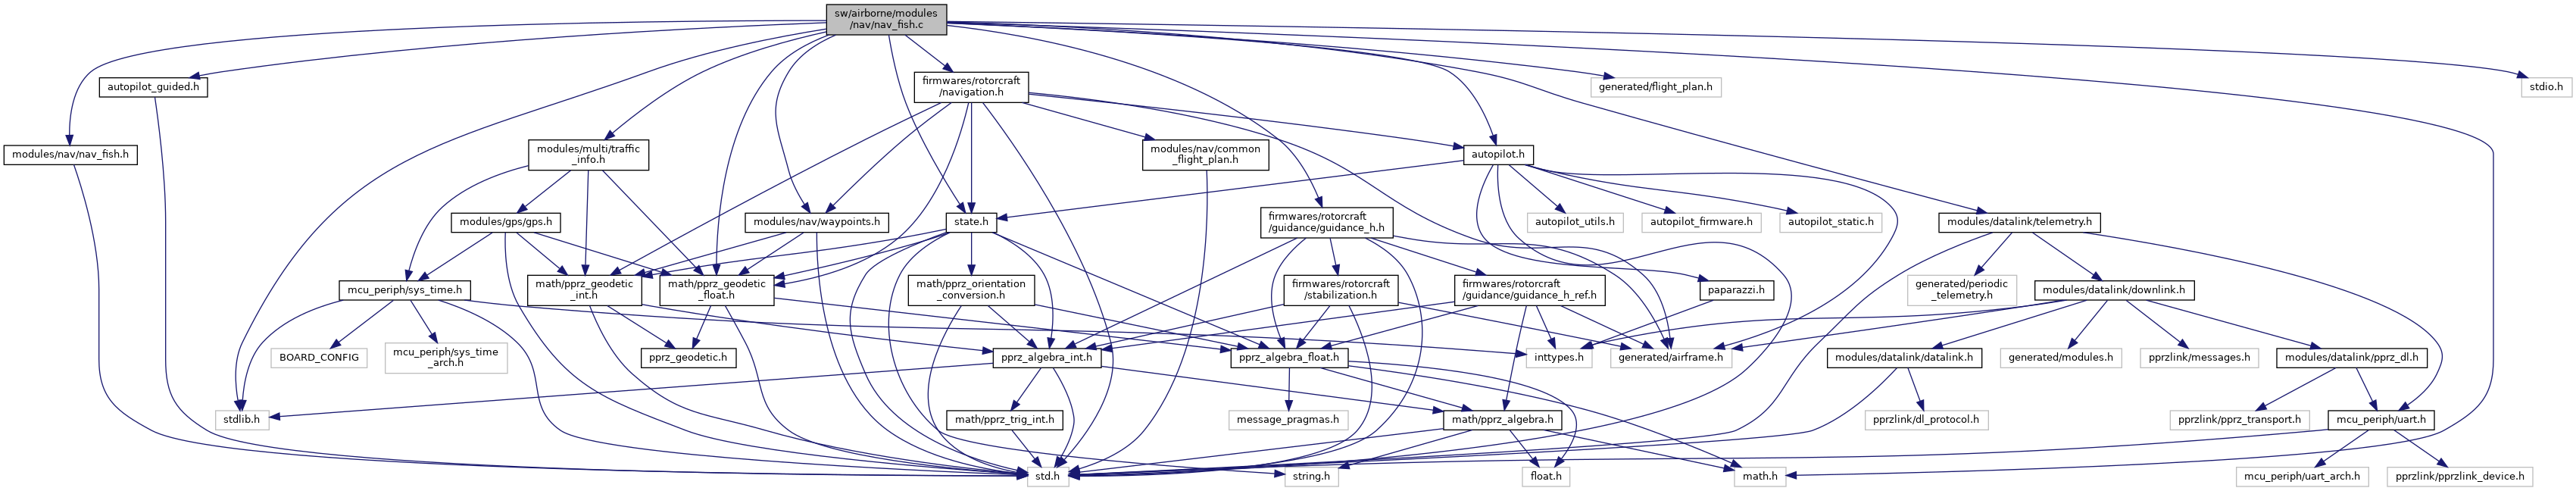 sw/airborne/modules
/nav/nav_fish.c
autopilot_guided.h
firmwares/rotorcraft
/navigation.h
generated/flight_plan.h
stdio.h
modules/nav/nav_fish.h
modules/multi/traffic
_info.h
modules/nav/common
_flight_plan.h
autopilot.h
modules/gps/gps.h
modules/nav/waypoints.h
state.h
firmwares/rotorcraft
/guidance/guidance_h.h
autopilot_utils.h
autopilot_firmware.h
autopilot_static.h
modules/datalink/telemetry.h
mcu_periph/sys_time.h
math/pprz_geodetic
_int.h
math/pprz_geodetic
_float.h
math/pprz_orientation
_conversion.h
firmwares/rotorcraft
/stabilization.h
firmwares/rotorcraft
/guidance/guidance_h_ref.h
paparazzi.h
generated/periodic
_telemetry.h
modules/datalink/downlink.h
BOARD_CONFIG
mcu_periph/sys_time
_arch.h
pprz_geodetic.h
pprz_algebra_int.h
pprz_algebra_float.h
inttypes.h
generated/airframe.h
modules/datalink/datalink.h
generated/modules.h
pprzlink/messages.h
modules/datalink/pprz_dl.h
stdlib.h
math/pprz_trig_int.h
message_pragmas.h
math/pprz_algebra.h
pprzlink/dl_protocol.h
pprzlink/pprz_transport.h
mcu_periph/uart.h
std.h
string.h
float.h
math.h
mcu_periph/uart_arch.h
pprzlink/pprzlink_device.h